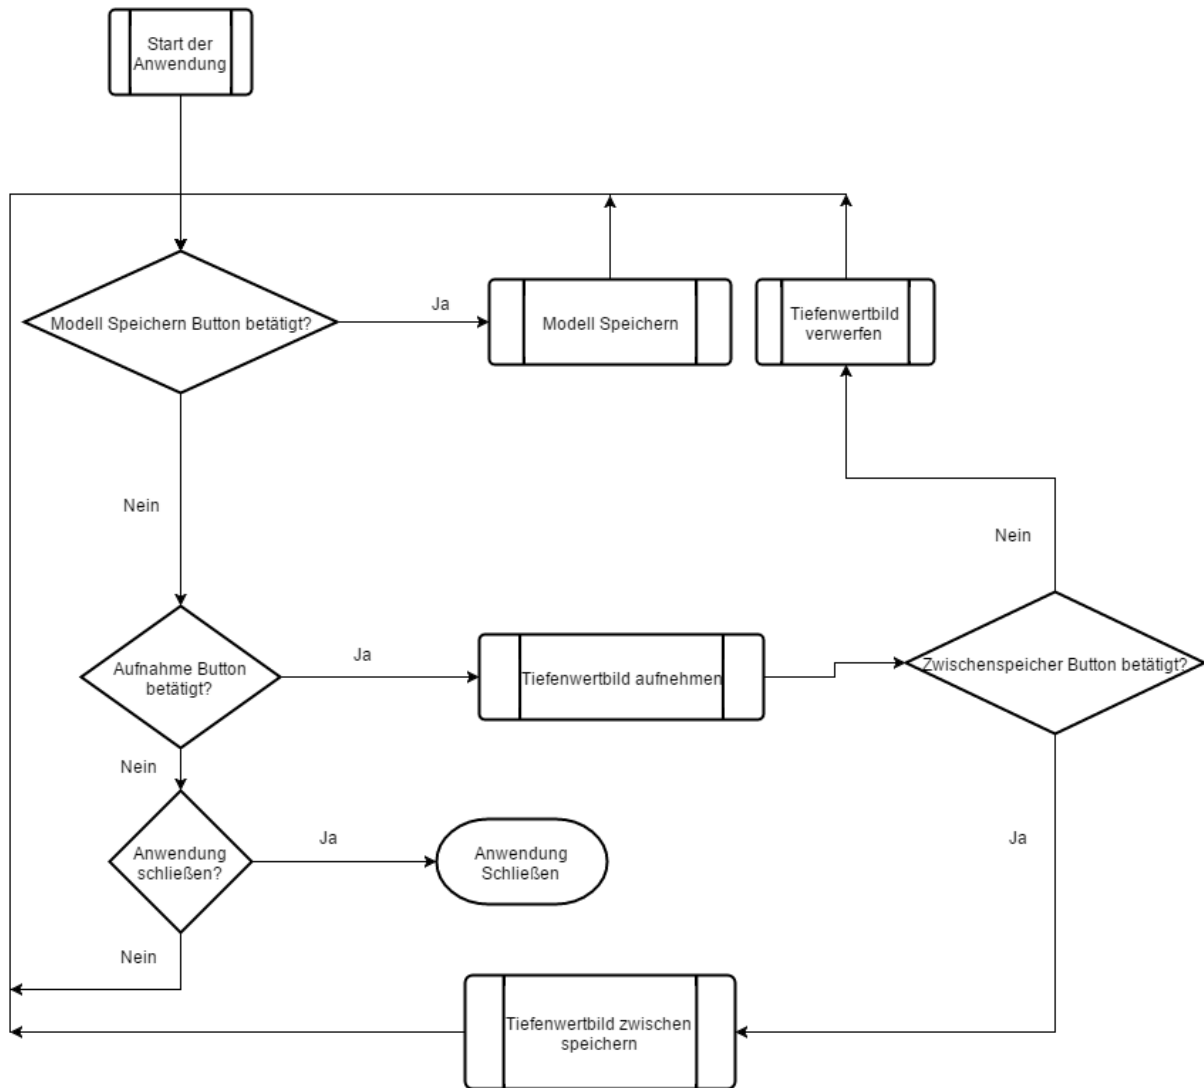 Start der
Anwendung
Modell Speichern Button betätigt?
Ja
Modell Speichern
Tiefenwertbild
verwerfen
Nein
Nein
Aufnahme Button
betätigt?
Ja
Tiefenwertbild aufnehmen
Zwischenspeicher Button betätigt?
Nein
Anwendung
schließen?
Ja
Anwendung
Schließen
Ja
Nein
Tiefenwertbild zwischen
speichern